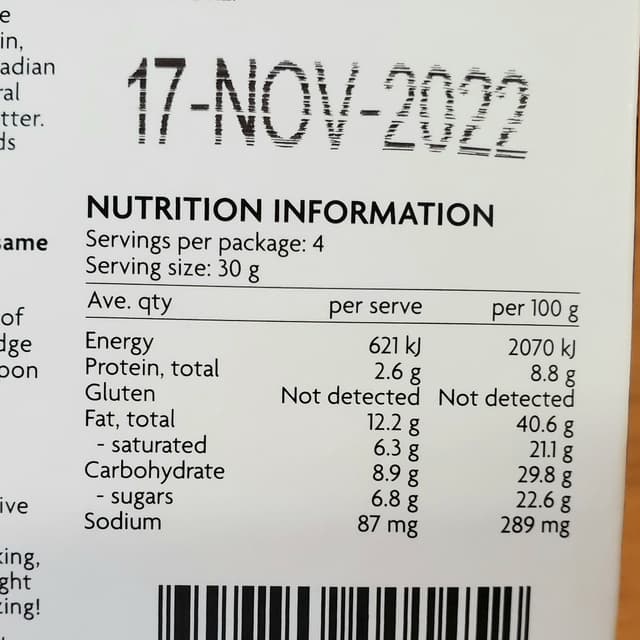 e
in,
adian
ral
tter.
ds
same
of
dge
oon
ive
king,
ght
ing!
17-NOV-2022
NUTRITION INFORMATION
Servings per package: 4
Serving size: 30 g
Ave. qty per serve per 100 g
Energy 621 kJ 2070 kJ
Protein, total 2.6 g 8.8 g
Gluten Not detected Not detected
Fat, total 12.2 g 40.6 g
- saturated 6.3 g 21.1 g
Carbohydrate 8.9 g 29.8 g
- sugars 6.8 g 22.6 g
Sodium 87 mg 289 mg